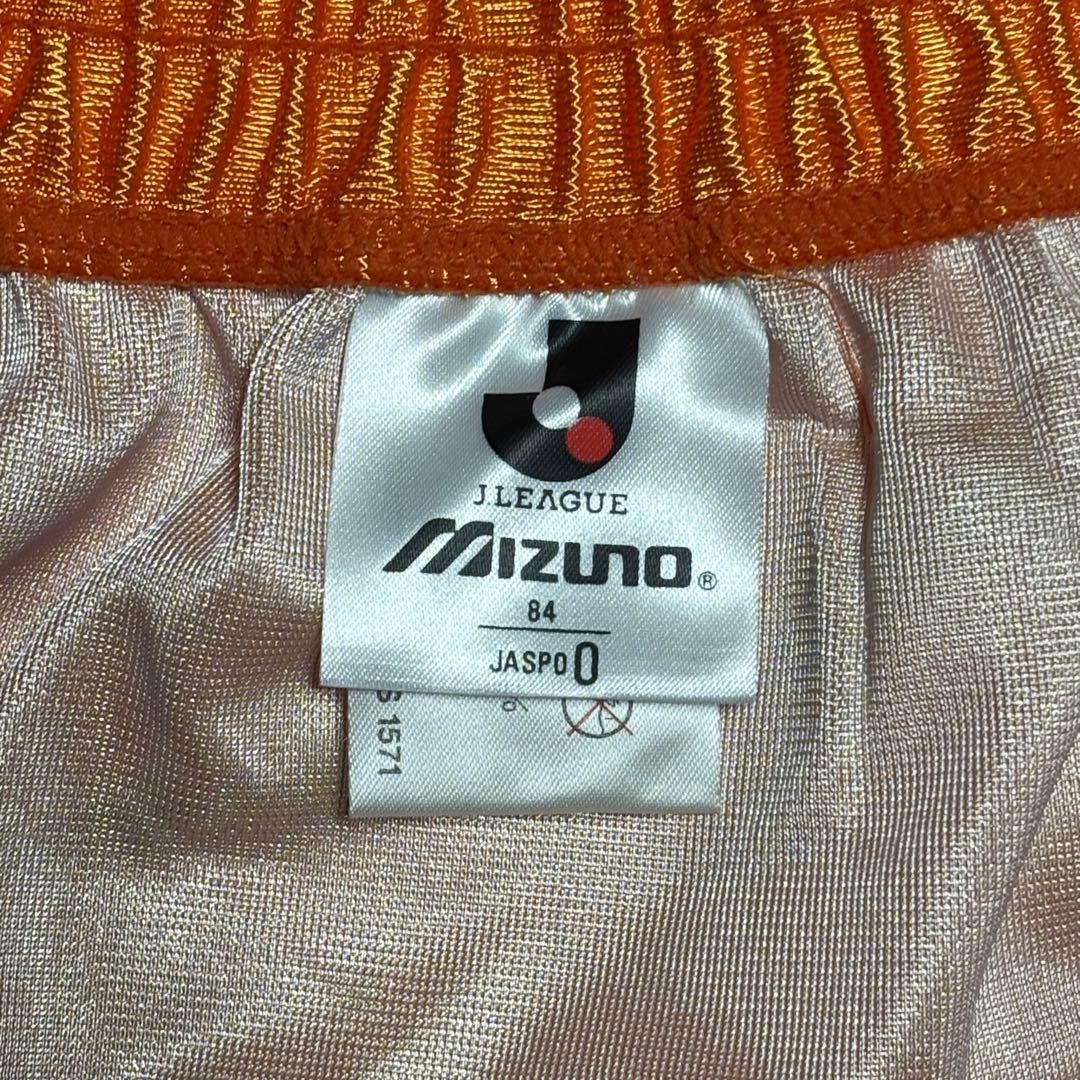 J.LEAGUE
Mizuno®
84
JASPO O
S 1571
%